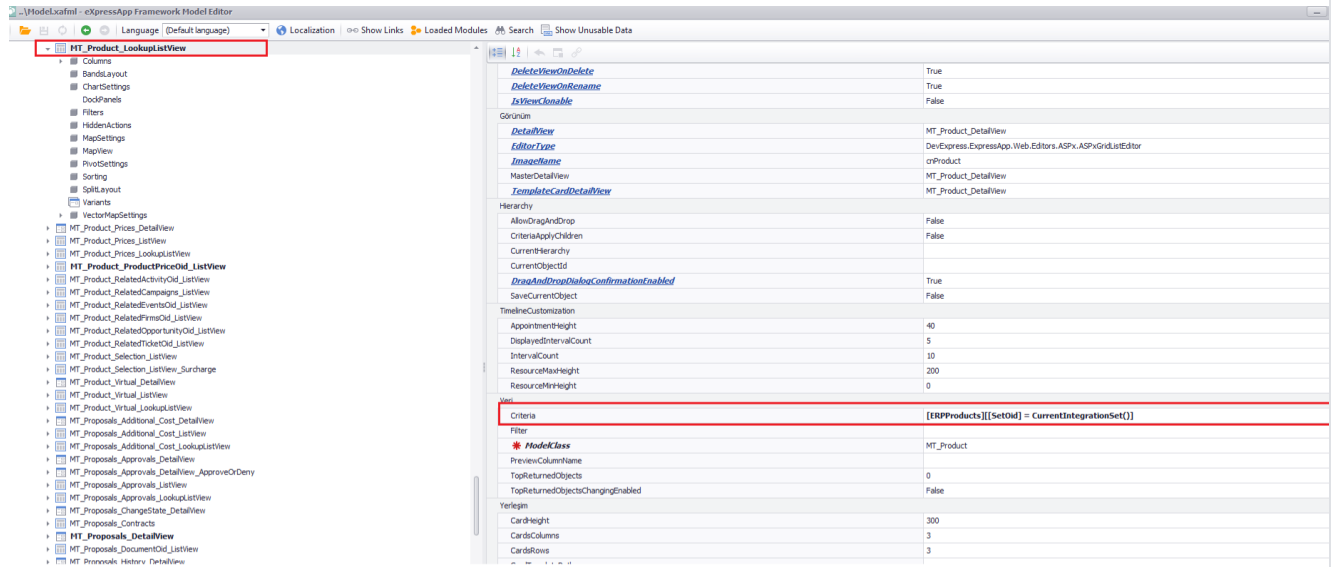 ..\Model.xafml - eXpressApp Framework Model Editor
Language (Default language) Localization Show Links Loaded Modules Search Show Unusable Data
MT_Product_LookupListView
Columns
BandsLayout
ChartSettings
DockPanels
Filters
HiddenActions
MapSettings
MapView
PivotSettings
Sorting
SplitLayout
Variants
VectorMapSettings
MT_Product_Prices_DetailView
MT_Product_Prices_ListView
MT_Product_Prices_LookupListView
MT_Product_ProductPriceOid_ListView
MT_Product_RelatedActivityOid_ListView
MT_Product_RelatedCampaigns_ListView
MT_Product_RelatedEventsOid_ListView
MT_Product_RelatedFirmsOid_ListView
MT_Product_RelatedOpportunityOid_ListView
MT_Product_RelatedTicketOid_ListView
MT_Product_Selection_ListView
MT_Product_Selection_ListView_Surcharge
MT_Product_Virtual_DetailView
MT_Product_Virtual_ListView
MT_Product_Virtual_LookupListView
MT_Proposals_Additional_Cost_DetailView
MT_Proposals_Additional_Cost_ListView
MT_Proposals_Additional_Cost_LookupListView
MT_Proposals_Approvals_DetailView
MT_Proposals_Approvals_DetailView_ApproveOrDeny
MT_Proposals_Approvals_ListView
MT_Proposals_Approvals_LookupListView
MT_Proposals_ChangeState_DetailView
MT_Proposals_Contracts
MT_Proposals_DetailView
MT_Proposals_DocumentOid_ListView
MT_Proposals_History_DetailView
DeleteViewOnDelete True
DeleteViewOnRename True
IsViewClonable False
Görünüm
DetailView MT_Product_DetailView
EditorType DevExpress.ExpressApp.Web.Editors.ASPx.ASPxGridListEditor
ImageName cnProduct
MasterDetailView MT_Product_DetailView
TemplateCardDetailView MT_Product_DetailView
Hierarchy
AllowDragAndDrop False
CriteriaApplyChildren False
CurrentHierarchy
CurrentObjectId
DragAndDropDialogConfirmationEnabled True
SaveCurrentObject False
TimelineCustomization
AppointmentHeight 40
DisplayedIntervalCount 5
IntervalCount 10
ResourceMaxHeight 200
ResourceMinHeight 0
Veri
Criteria [ERPProducts][[SetOid] = CurrentIntegrationSet()]
Filter
ModelClass MT_Product
PreviewColumnName
TopReturnedObjects 0
TopReturnedObjectsChangingEnabled False
Yerleşim
CardHeight 300
CardsColumns 3
CardsRows 3